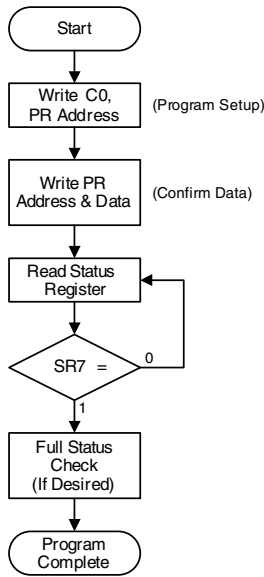 Start
Write C0,
PR Address
(Program Setup)
Write PR
Address & Data
(Confirm Data)
Read Status
Register
SR7 =
0
1
Full Status
Check
(If Desired)
Program
Complete